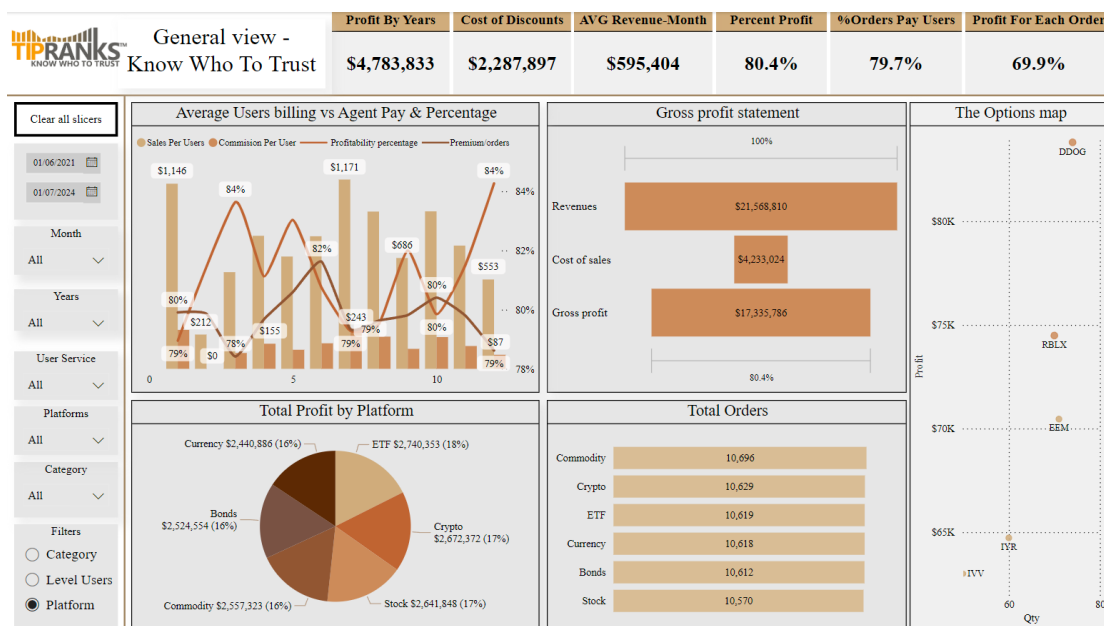 TIPRANKS™
KNOW WHO TO TRUST
General view -
Know Who To Trust
Profit By Years
$4,783,833
Cost of Discounts
$2,287,897
AVG Revenue-Month
$595,404
Percent Profit
80.4%
%Orders Pay Users
79.7%
Profit For Each Order
69.9%
Clear all slicers
01/06/2021
01/07/2024
Month
All
Years
All
User Service
All
Platforms
All
Category
All
Filters
Category
Level Users
Platform
Average Users billing vs Agent Pay & Percentage
Sales Per Users
Commision Per User
Profitability percentage
Premium/orders
$1,146
$1,171
84%
84%
84%
82%
82%
$686
$553
80%
80%
80%
$212
$243
79%
80%
$155
$0
78%
79%
79%
$87
79%
78%
0
5
10
Gross profit statement
100%
Revenues
$21,568,810
Cost of sales
$4,233,024
Gross profit
$17,335,786
80.4%
Total Profit by Platform
Currency $2,440,886 (16%)
ETF $2,740,353 (18%)
Bonds
$2,524,554 (16%)
Crypto
$2,672,372 (17%)
Commodity $2,557,323 (16%)
Stock $2,641,848 (17%)
Total Orders
Commodity
10,696
Crypto
10,629
ETF
10,619
Currency
10,618
Bonds
10,612
Stock
10,570
The Options map
DDOG
$80K
$75K
RBLX
Profit
$70K
EEM
$65K
IYR
IVV
60
80
Qty